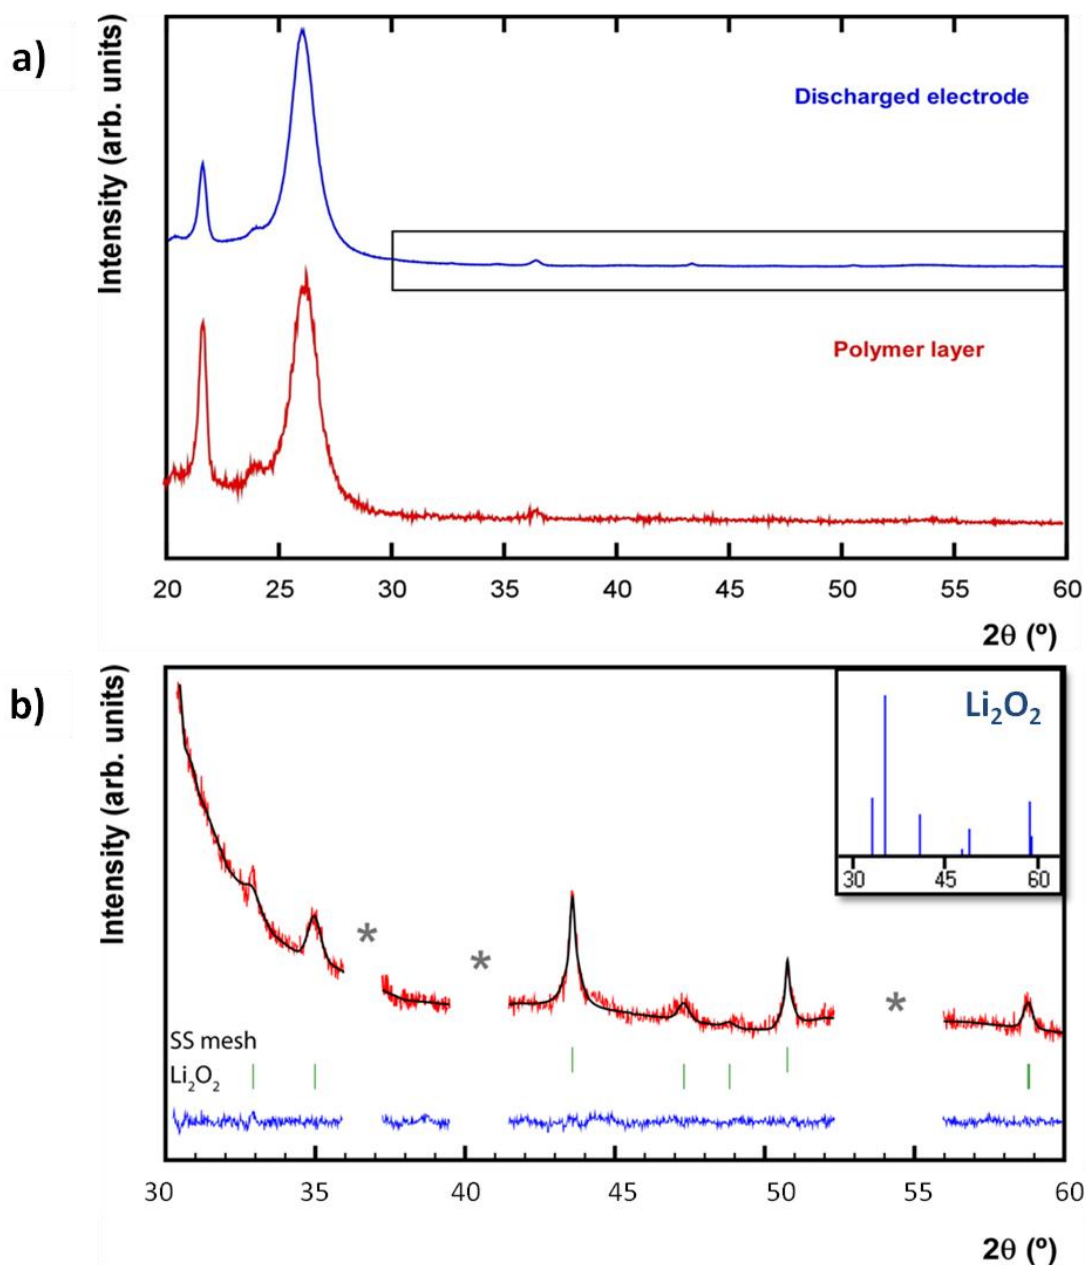 a)
Intensity (arb. units)
Discharged electrode
Polymer layer
20 25 30 35 40 45 50 55 60
2θ (º)
b)
Intensity (arb. units)
Li₂O₂
30 45 60
*
*
*
SS mesh
Li₂O₂
30 35 40 45 50 55 60
2θ (º)